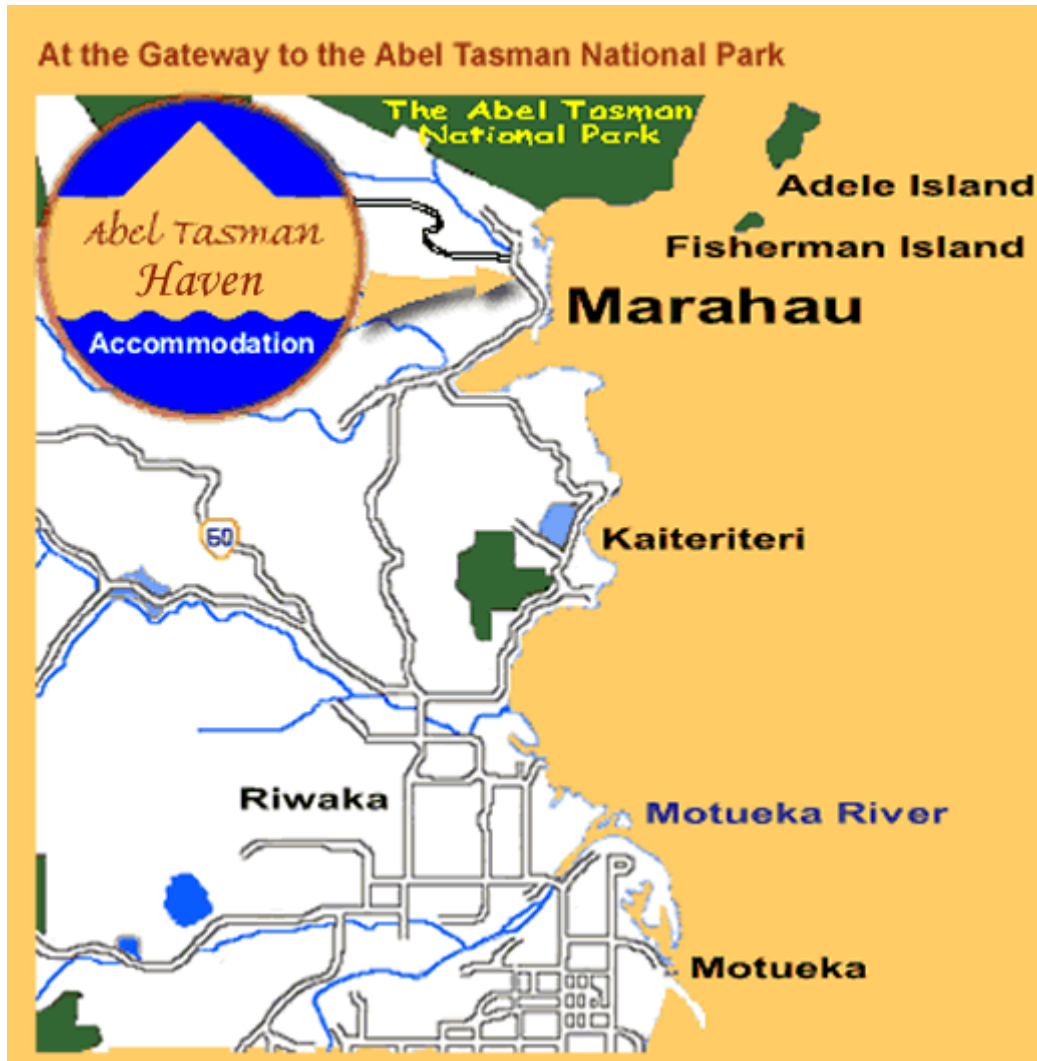 At the Gateway to the Abel Tasman National Park
The Abel Tasman
National Park
Adele Island
Fisherman Island
Abel Tasman
Haven
Accommodation
Marahau
60
Kaiteriteri
Riwaka
Motueka River
Motueka